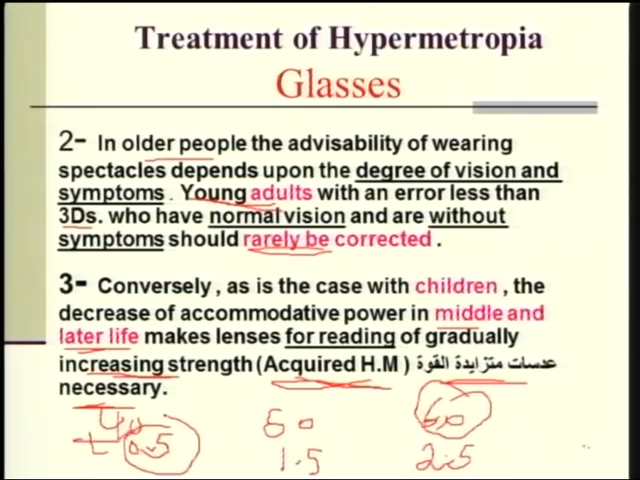 Treatment of Hypermetropia
Glasses
2- In older people the advisability of wearing
spectacles depends upon the degree of vision and
symptoms . Young adults with an error less than
3Ds. who have normal vision and are without
symptoms should rarely be corrected .
3- Conversely , as is the case with children , the
decrease of accommodative power in middle and
later life makes lenses for reading of gradually
increasing strength (Acquired H.M ) عدسات متزايدة القوة
necessary.
40 50 60
+ 0.5 1.5 2.5